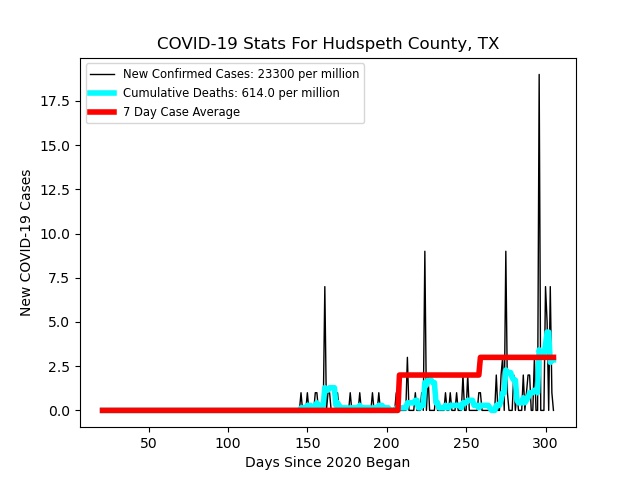 COVID-19 Stats For Hudspeth County, TX
New Confirmed Cases: 23300 per million
Cumulative Deaths: 614.0 per million
7 Day Case Average
New COVID-19 Cases
17.5
15.0
12.5
10.0
7.5
5.0
2.5
0.0
50 100 150 200 250 300
Days Since 2020 Began